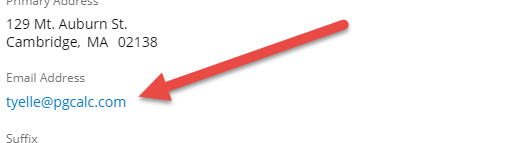 Primary Address
129 Mt. Auburn St.
Cambridge, MA 02138
Email Address
tyelle@pgcalc.com
Suffix